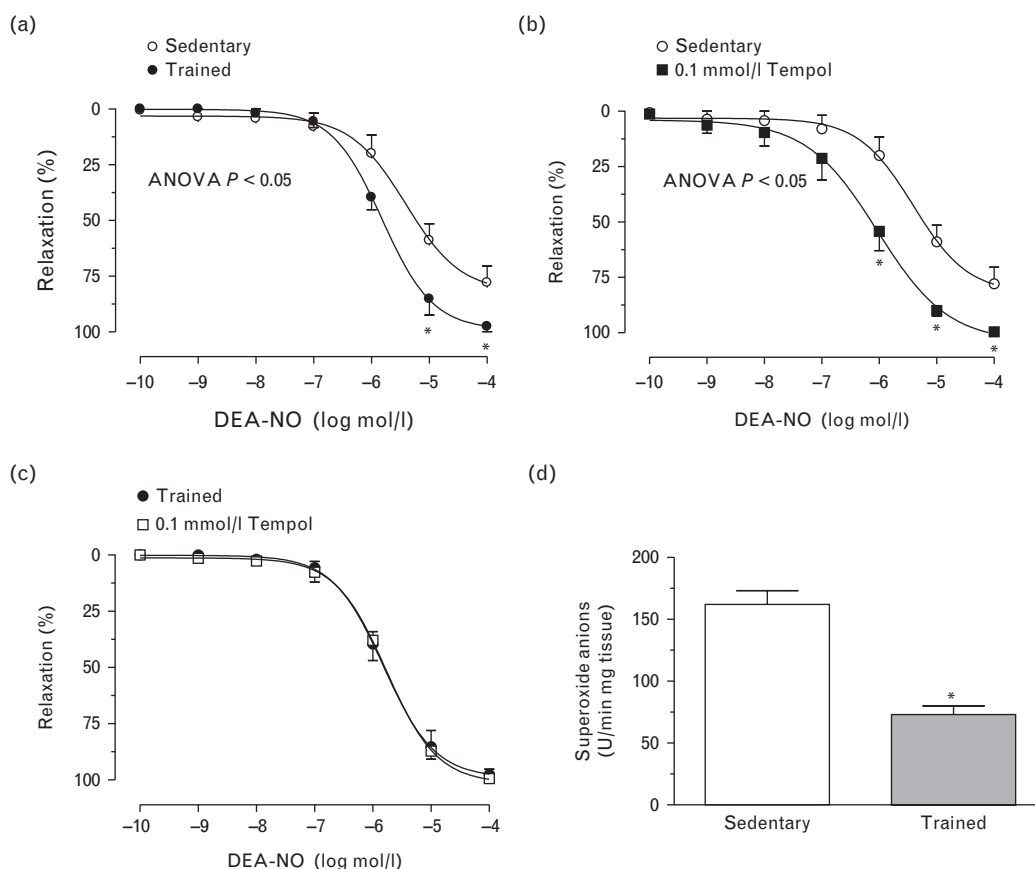 (a)
Sedentary
Trained
0
25
50
75
100
Relaxation (%)
ANOVA P < 0.05
*
*
–10 –9 –8 –7 –6 –5 –4
DEA-NO (log mol/l)
(b)
Sedentary
0.1 mmol/l Tempol
0
25
50
75
100
Relaxation (%)
ANOVA P < 0.05
*
*
*
–10 –9 –8 –7 –6 –5 –4
DEA-NO (log mol/l)
(c)
Trained
0.1 mmol/l Tempol
0
25
50
75
100
Relaxation (%)
–10 –9 –8 –7 –6 –5 –4
DEA-NO (log mol/l)
(d)
200
150
100
50
0
Superoxide anions
(U/min mg tissue)
*
Sedentary Trained